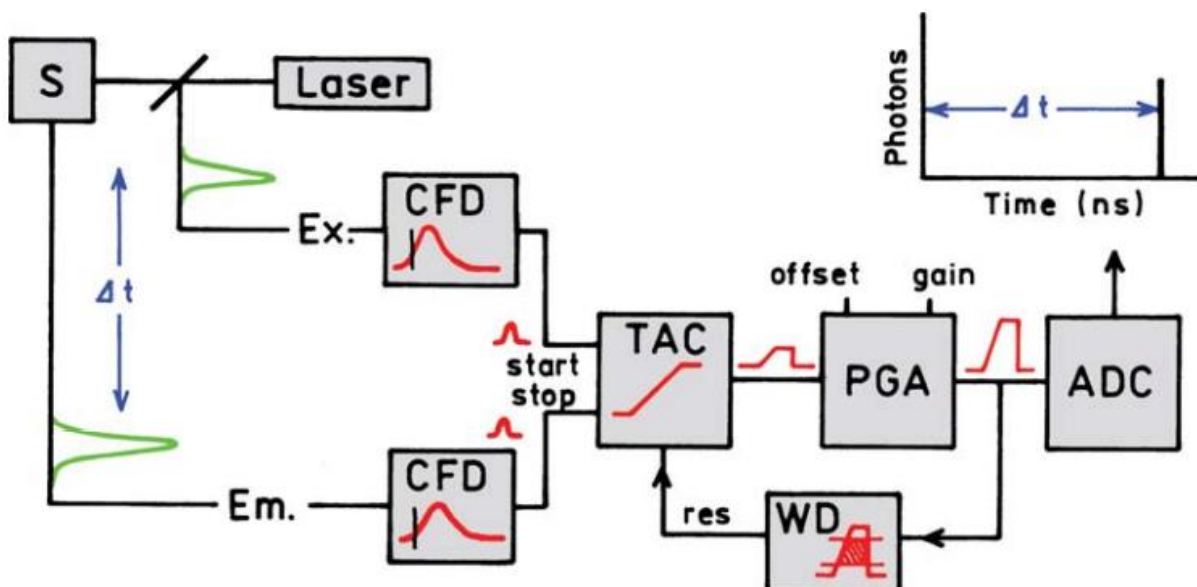 S
Laser
Photons
Δt
Time (ns)
CFD
Ex.
Δt
offset
gain
TAC
start
stop
PGA
ADC
CFD
Em.
res
WD